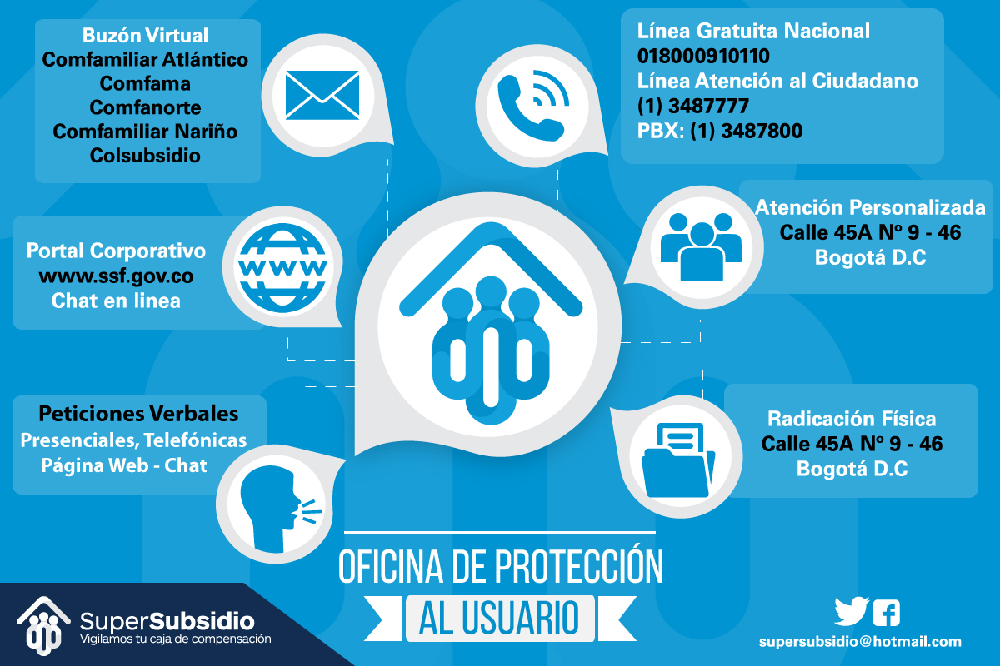 Buzón Virtual
Comfamiliar Atlántico
Comfama
Comfanorte
Comfamiliar Nariño
Colsubsidio
Línea Gratuita Nacional
018000910110
Línea Atención al Ciudadano
(1) 3487777
PBX: (1) 3487800
Portal Corporativo
www.ssf.gov.co
Chat en linea
WWW
Atención Personalizada
Calle 45A Nº 9 - 46
Bogotá D.C
Peticiones Verbales
Presenciales, Telefónicas
Página Web - Chat
Radicación Física
Calle 45A Nº 9 - 46
Bogotá D.C
OFICINA DE PROTECCIÓN
AL USUARIO
SuperSubsidio
Vigilamos tu caja de compensación
supersubsidio@hotmail.com